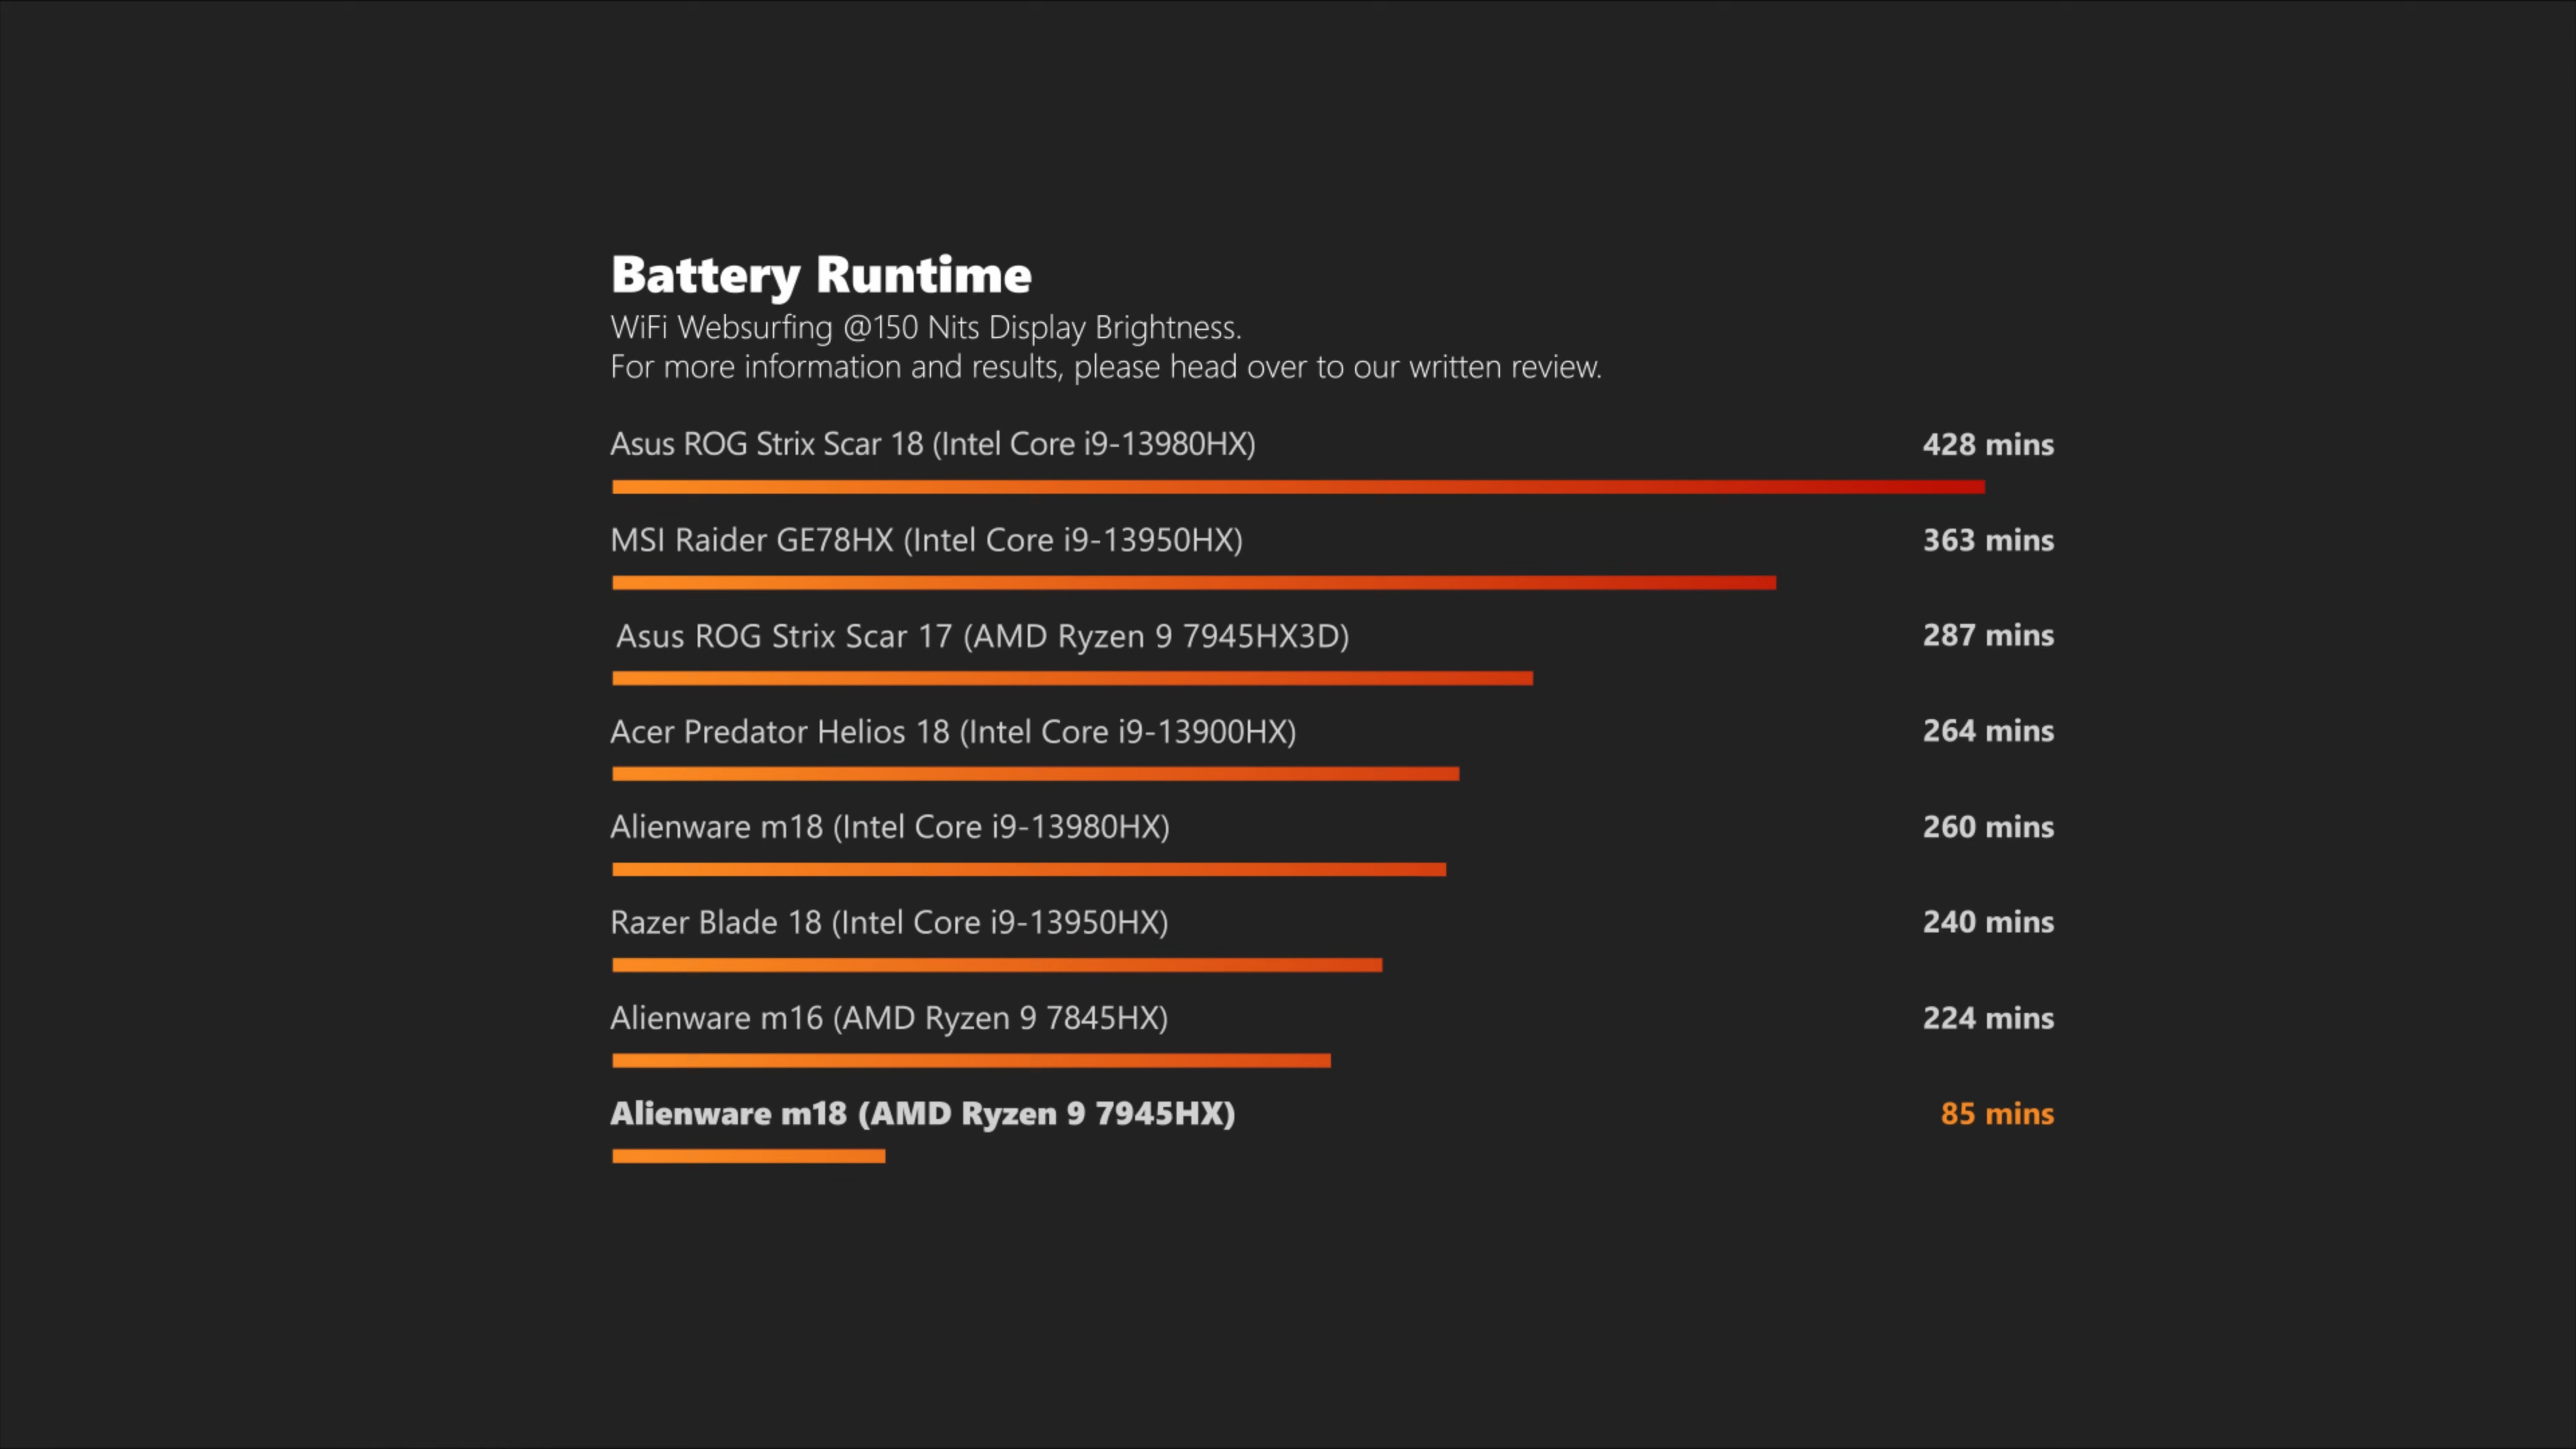 Battery Runtime
WiFi Websurfing @150 Nits Display Brightness.
For more information and results, please head over to our written review.
Asus ROG Strix Scar 18 (Intel Core i9-13980HX) 428 mins
MSI Raider GE78HX (Intel Core i9-13950HX) 363 mins
Asus ROG Strix Scar 17 (AMD Ryzen 9 7945HX3D) 287 mins
Acer Predator Helios 18 (Intel Core i9-13900HX) 264 mins
Alienware m18 (Intel Core i9-13980HX) 260 mins
Razer Blade 18 (Intel Core i9-13950HX) 240 mins
Alienware m16 (AMD Ryzen 9 7845HX) 224 mins
Alienware m18 (AMD Ryzen 9 7945HX) 85 mins